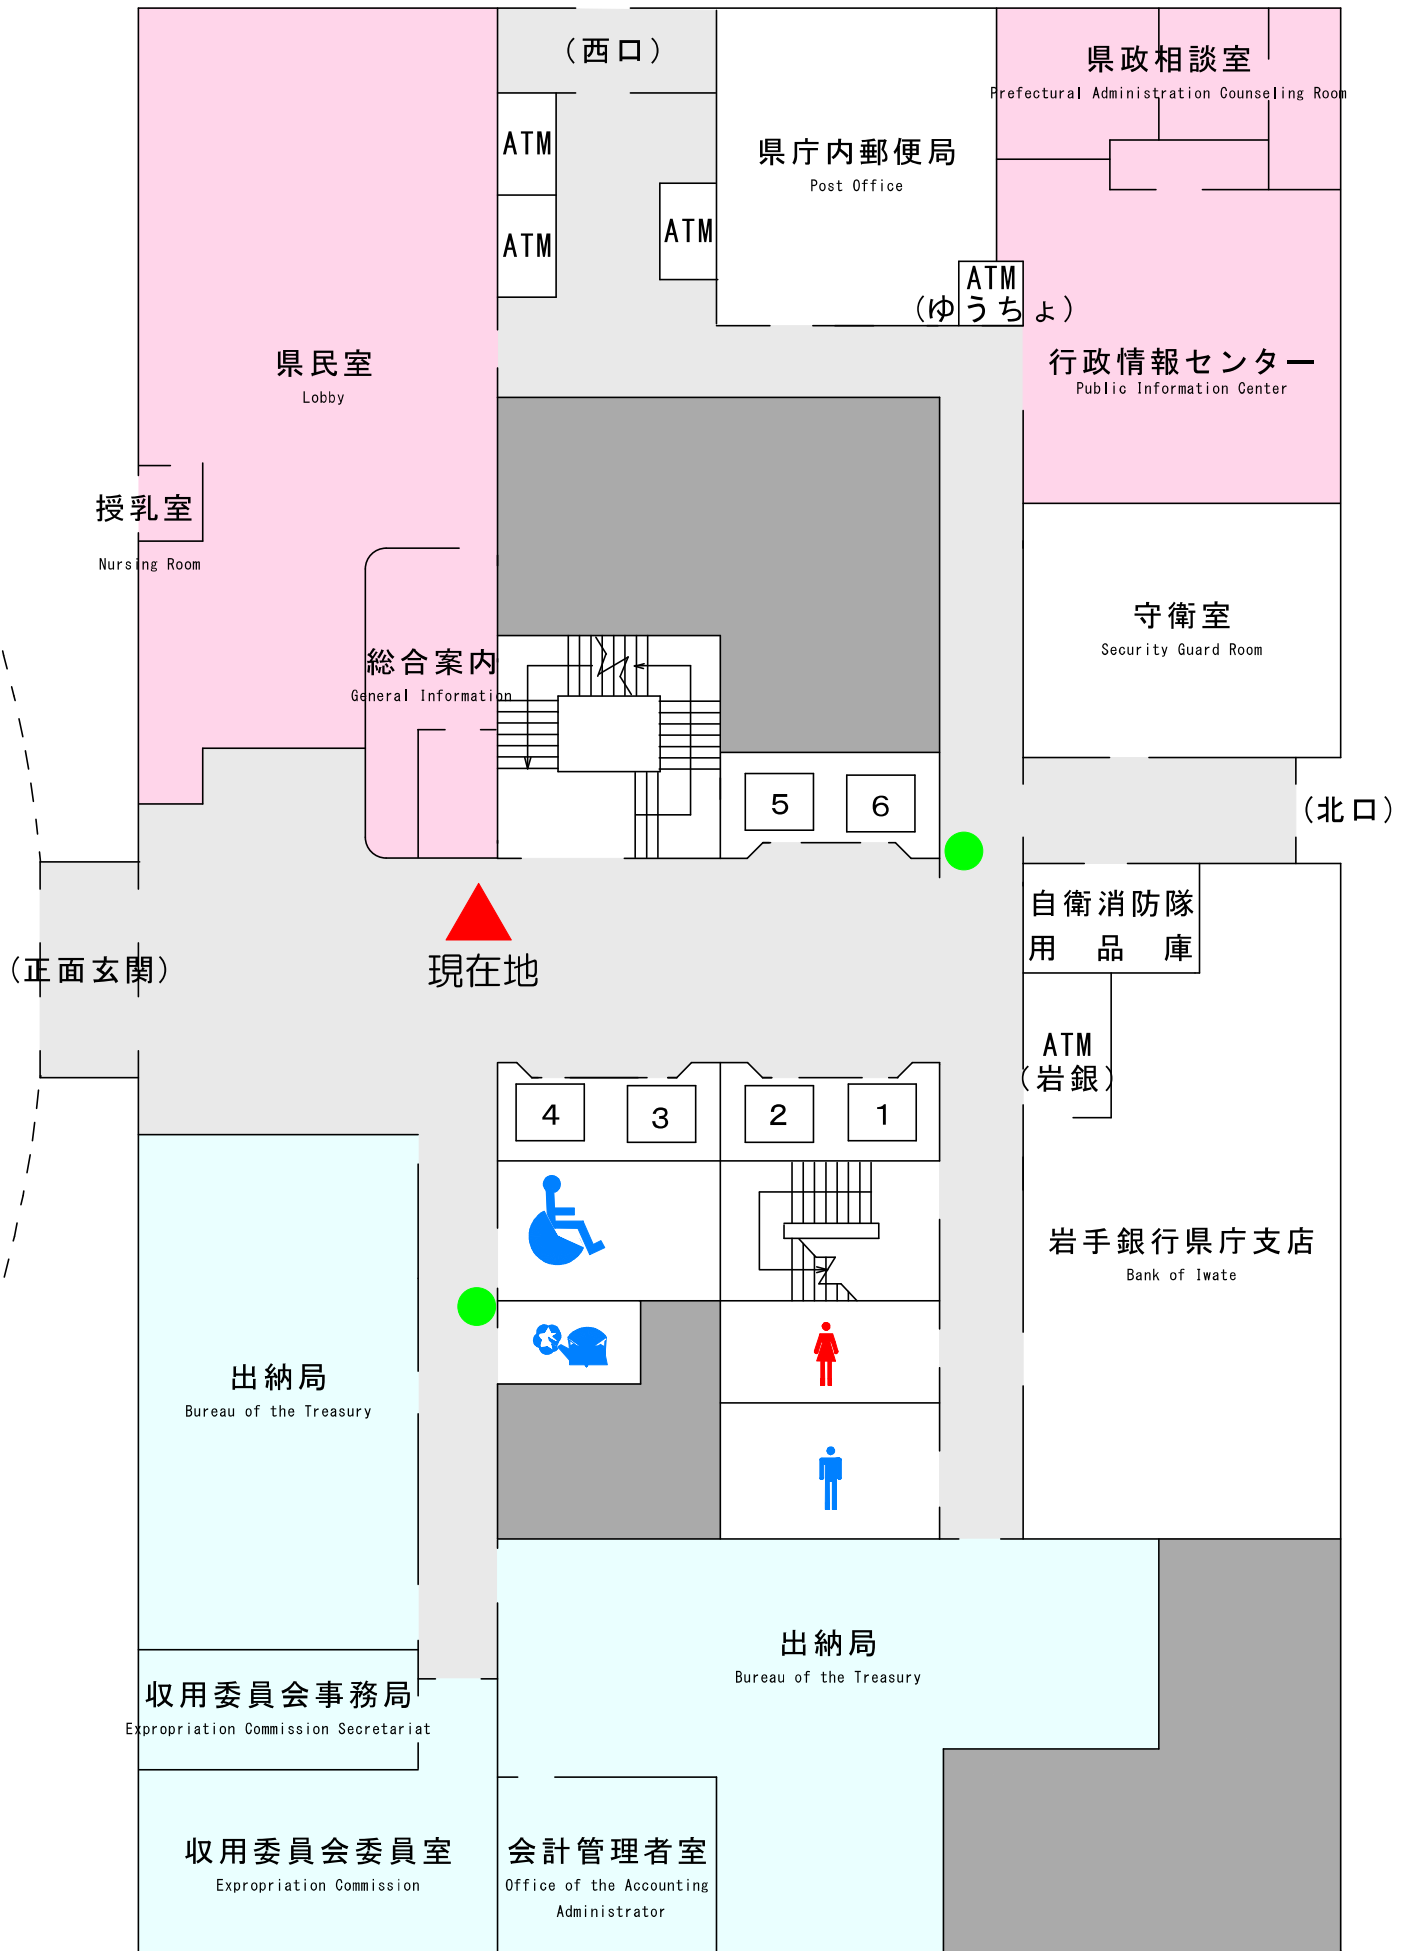 (西口)
県政相談室
Prefectural Administration Counseling Room
ATM
県庁内郵便局
Post Office
ATM
ATM
ATM
(ゆうちょ)
県民室
Lobby
行政情報センター
Public Information Center
授乳室
Nursing Room
守衛室
Security Guard Room
総合案内
General Information
5
6
(北口)
自衛消防隊
用品庫
(正面玄関)
現在地
ATM
(岩銀)
4
3
2
1
岩手銀行県庁支店
Bank of Iwate
出納局
Bureau of the Treasury
出納局
Bureau of the Treasury
収用委員会事務局
Expropriation Commission Secretariat
収用委員会委員室
Expropriation Commission
会計管理者室
Office of the Accounting
Administrator